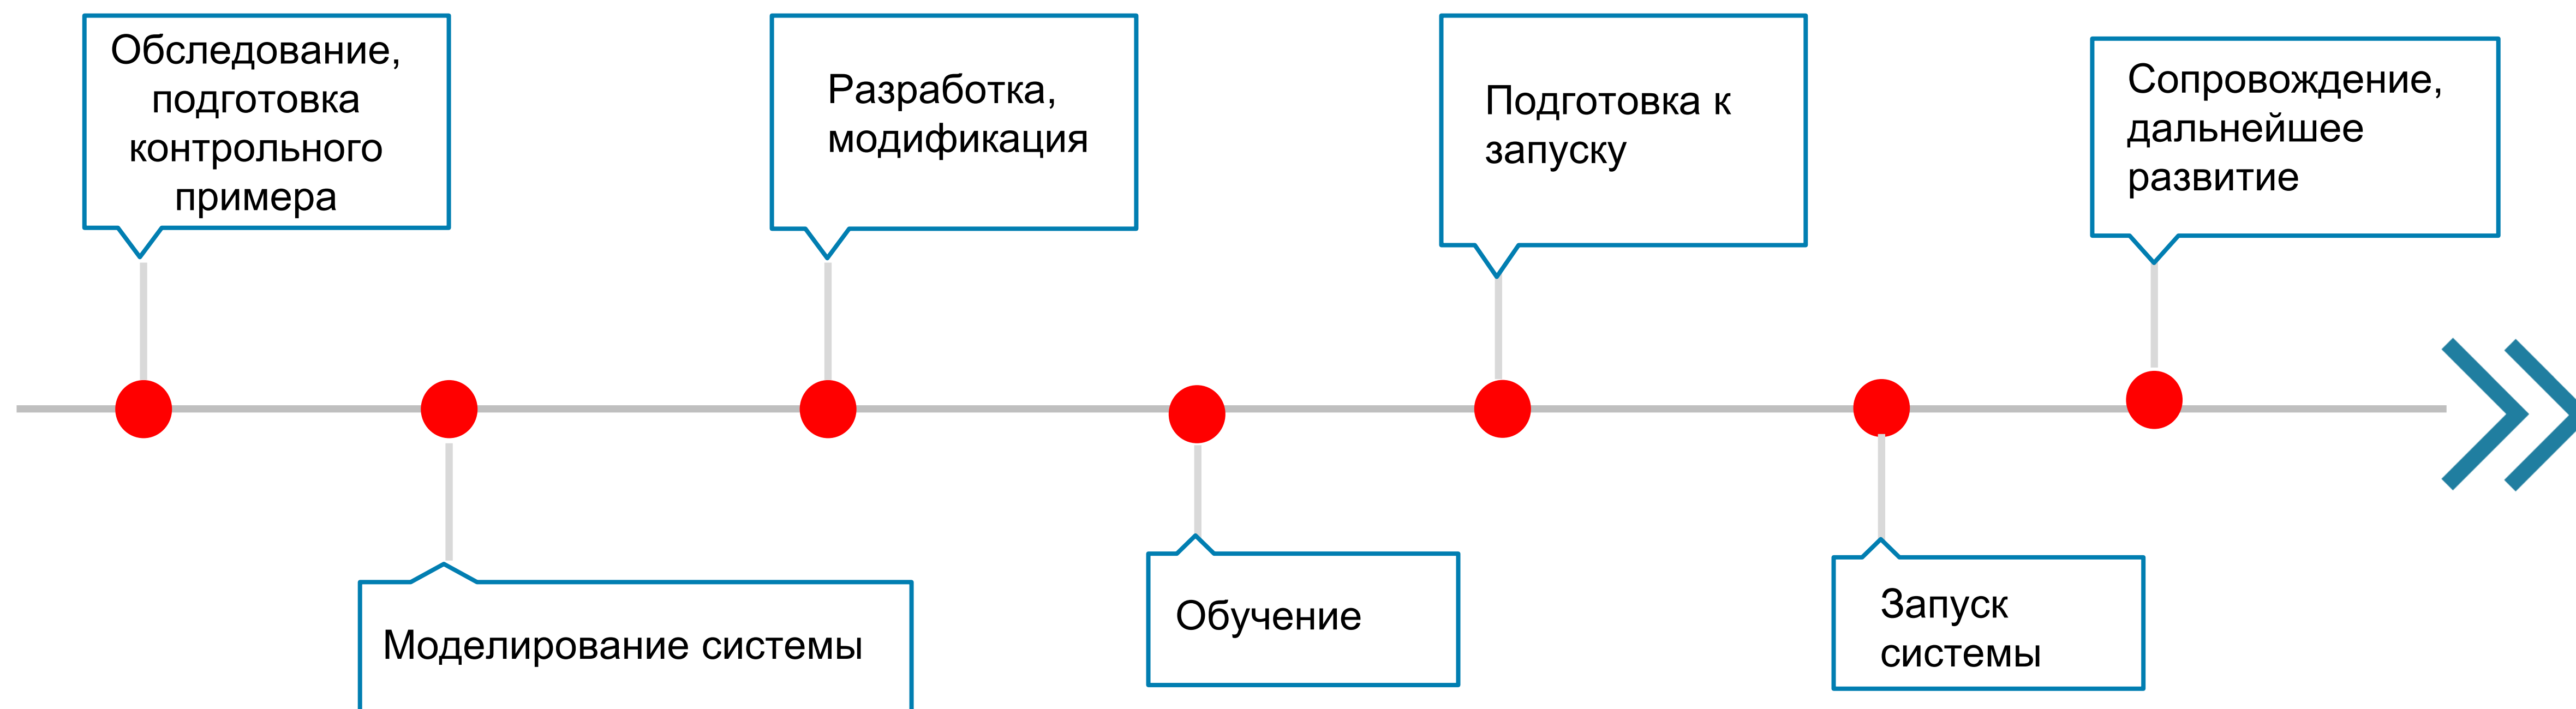 Обследование,
подготовка
контрольного
примера
Моделирование системы
Разработка,
модификация
Обучение
Подготовка к
запуску
Запуск
системы
Сопровождение,
дальнейшее
развитие